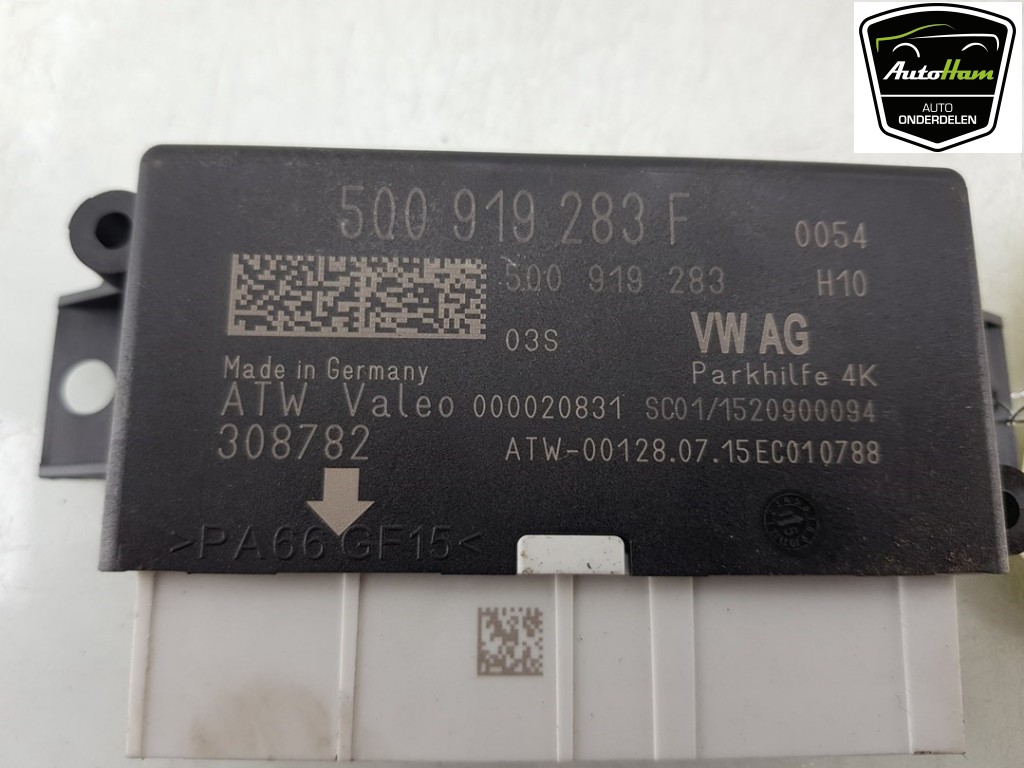 AutoHam
AUTO
ONDERDELEN
5Q0 919 283 F
0054
5Q0 919 283
H10
03S
VW AG
Made in Germany
Parkhilfe 4K
ATW Valeo 000020831 SC01/1520900094
308782
ATW-00128.07.15EC010788
>PA66 GF15<